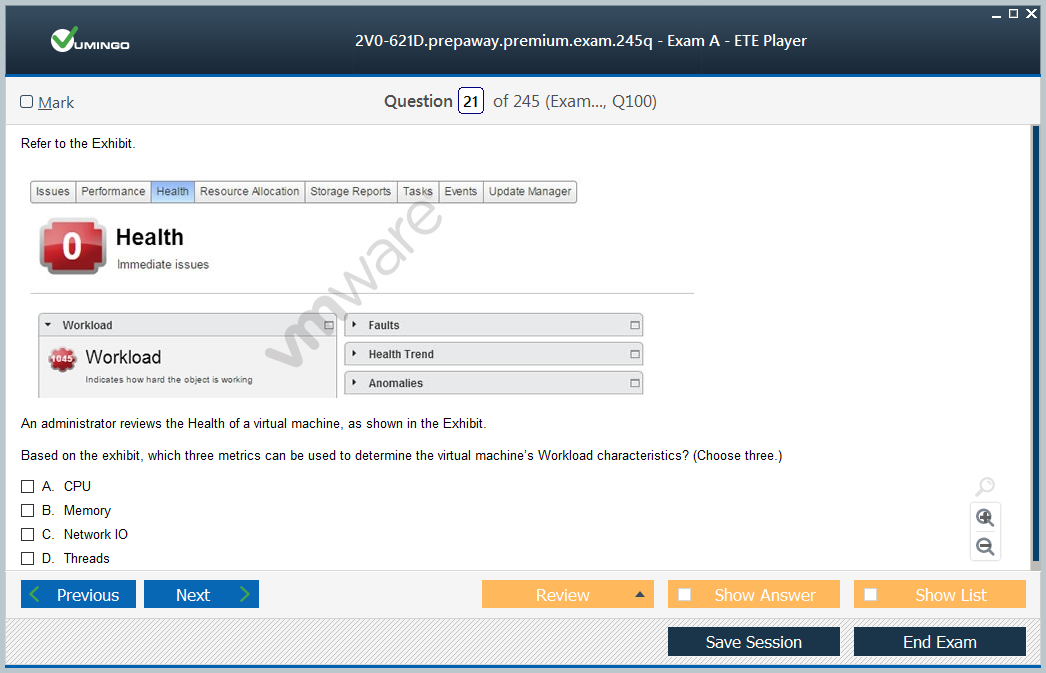 VUMINGO
2V0-621D.prepaway.premium.exam.245q - Exam A - ETE Player
Mark
Question 21 of 245 (Exam..., Q100)
Refer to the Exhibit.
Issues Performance Health Resource Allocation Storage Reports Tasks Events Update Manager
0 Health
Immediate issues
vmware
Workload
Faults
1045 Workload
Indicates how hard the object is working
Health Trend
Anomalies
An administrator reviews the Health of a virtual machine, as shown in the Exhibit.
Based on the exhibit, which three metrics can be used to determine the virtual machine's Workload characteristics? (Choose three.)
A. CPU
B. Memory
C. Network IO
D. Threads
Previous Next Review Show Answer Show List
Save Session End Exam